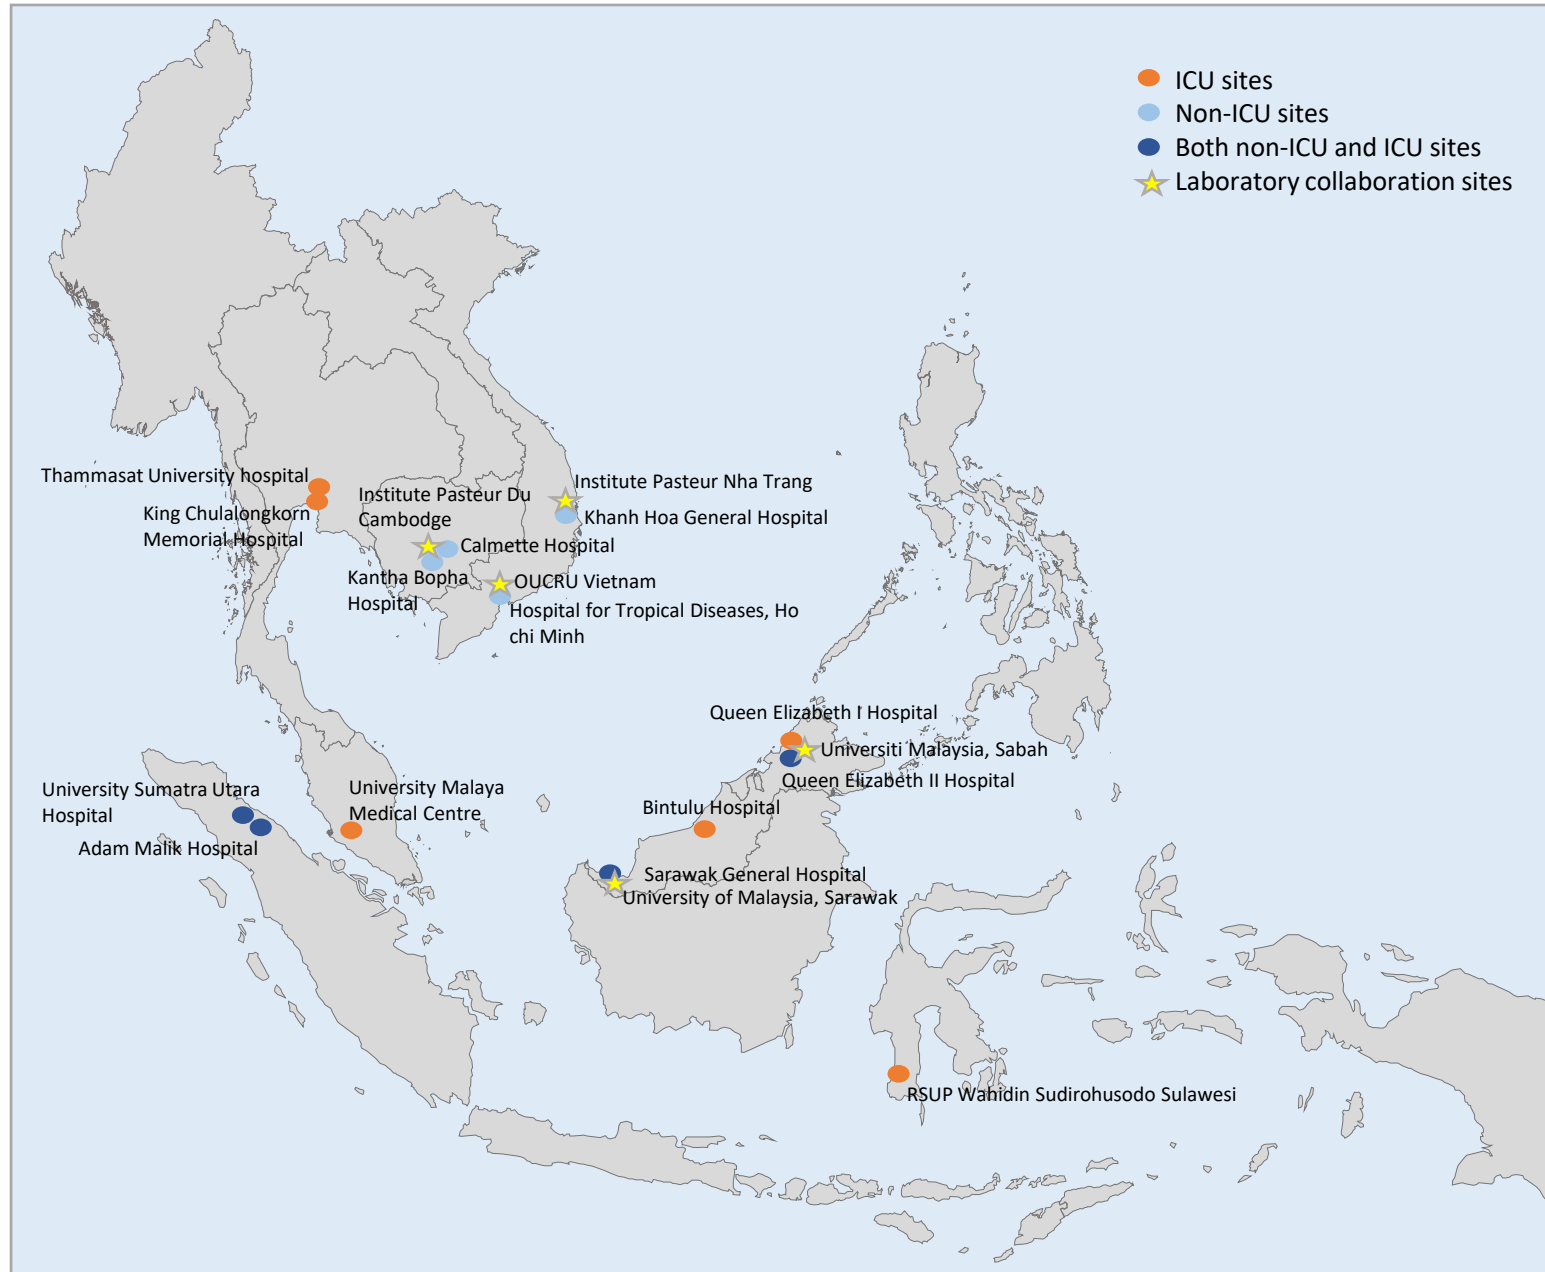 ICU sites
Non-ICU sites
Both non-ICU and ICU sites
Laboratory collaboration sites
Thammasat University hospital
King Chulalongkorn
Memorial Hospital
Institute Pasteur Du
Cambodge
Institute Pasteur Nha Trang
Khanh Hoa General Hospital
Calmette Hospital
Kantha Bopha
Hospital
OUCRU Vietnam
Hospital for Tropical Diseases, Ho
chi Minh
Queen Elizabeth I Hospital
Universiti Malaysia, Sabah
Queen Elizabeth II Hospital
University Sumatra Utara
Hospital
Adam Malik Hospital
University Malaya
Medical Centre
Bintulu Hospital
Sarawak General Hospital
University of Malaysia, Sarawak
RSUP Wahidin Sudirohusodo Sulawesi